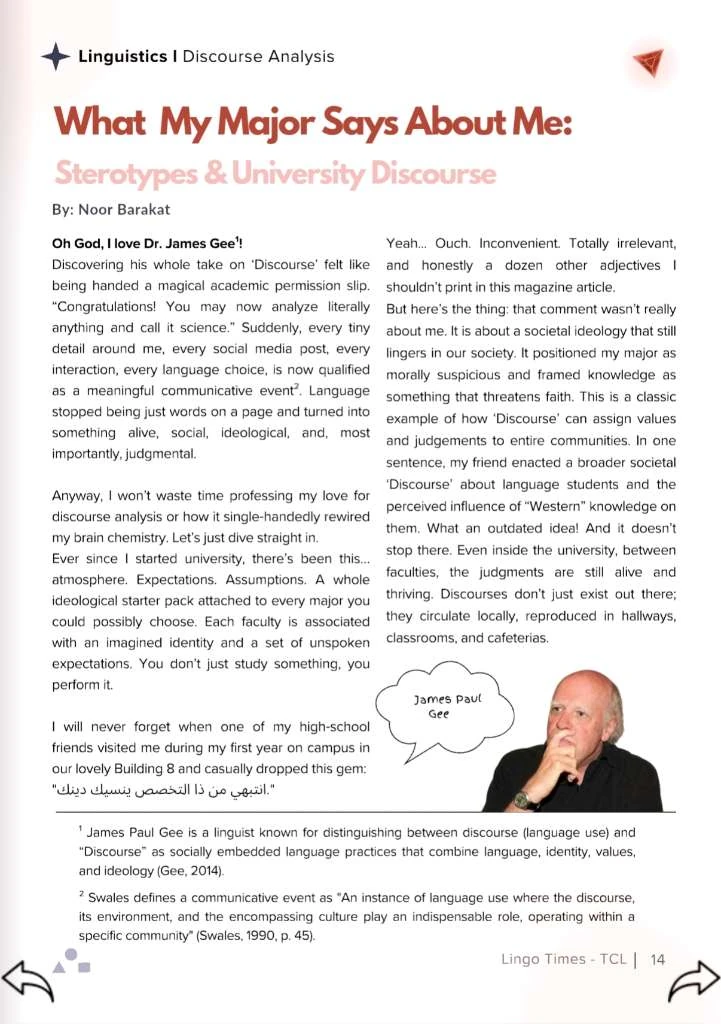 Linguistics | Discourse Analysis
What My Major Says About Me:
Sterotypes & University Discourse
By: Noor Barakat
Oh God, I love Dr. James Gee¹!
Discovering his whole take on ‘Discourse’ felt like
being handed a magical academic permission slip.
“Congratulations! You may now analyze literally
anything and call it science.” Suddenly, every tiny
detail around me, every social media post, every
interaction, every language choice, is now qualified
as a meaningful communicative event². Language
stopped being just words on a page and turned into
something alive, social, ideological, and, most
importantly, judgmental.
Anyway, I won’t waste time professing my love for
discourse analysis or how it single-handedly rewired
my brain chemistry. Let’s just dive straight in.
Ever since I started university, there’s been this...
atmosphere. Expectations. Assumptions. A whole
ideological starter pack attached to every major you
could possibly choose. Each faculty is associated
with an imagined identity and a set of unspoken
expectations. You don’t just study something, you
perform it.
I will never forget when one of my high-school
friends visited me during my first year on campus in
our lovely Building 8 and casually dropped this gem:
"انتبهي من ذا التخصص ينسيك دينك."
Yeah... Ouch. Inconvenient. Totally irrelevant,
and honestly a dozen other adjectives I
shouldn’t print in this magazine article.
But here’s the thing: that comment wasn’t really
about me. It is about a societal ideology that still
lingers in our society. It positioned my major as
morally suspicious and framed knowledge as
something that threatens faith. This is a classic
example of how ‘Discourse’ can assign values
and judgements to entire communities. In one
sentence, my friend enacted a broader societal
‘Discourse’ about language students and the
perceived influence of “Western” knowledge on
them. What an outdated idea! And it doesn’t
stop there. Even inside the university, between
faculties, the judgments are still alive and
thriving. Discourses don’t just exist out there;
they circulate locally, reproduced in hallways,
classrooms, and cafeterias.
James Paul
Gee
¹ James Paul Gee is a linguist known for distinguishing between discourse (language use) and
“Discourse” as socially embedded language practices that combine language, identity, values,
and ideology (Gee, 2014).
² Swales defines a communicative event as "An instance of language use where the discourse,
its environment, and the encompassing culture play an indispensable role, operating within a
specific community" (Swales, 1990, p. 45).
Lingo Times - TCL | 14